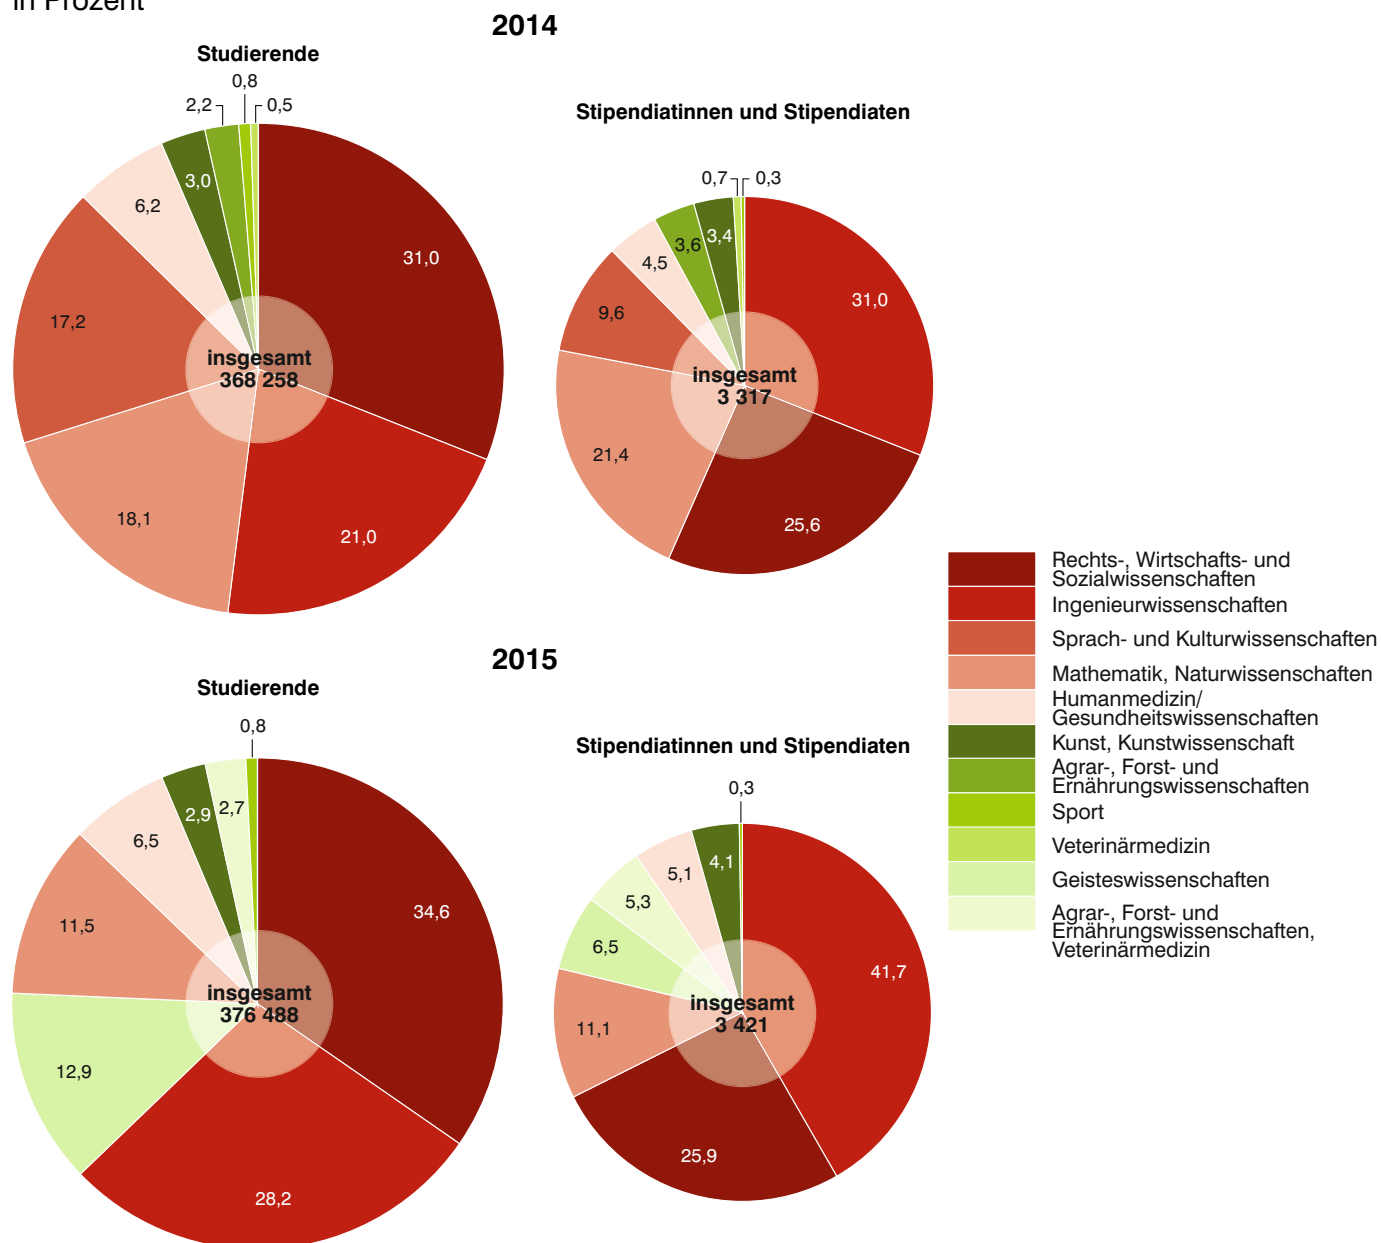 in Prozent
2014
Studierende
0,8
2,2
0,5
3,0
6,2
31,0
17,2
insgesamt
368 258
18,1
21,0
Stipendiatinnen und Stipendiaten
0,7
0,3
3,6
3,4
4,5
31,0
9,6
insgesamt
3 317
21,4
25,6
Rechts-, Wirtschafts- und
Sozialwissenschaften
Ingenieurwissenschaften
Sprach- und Kulturwissenschaften
Mathematik, Naturwissenschaften
Humanmedizin/
Gesundheitswissenschaften
Kunst, Kunstwissenschaft
Agrar-, Forst- und
Ernährungswissenschaften
Sport
Veterinärmedizin
Geisteswissenschaften
Agrar-, Forst- und
Ernährungswissenschaften,
Veterinärmedizin
2015
Studierende
0,8
2,9
2,7
6,5
34,6
11,5
insgesamt
376 488
12,9
28,2
Stipendiatinnen und Stipendiaten
0,3
4,1
5,1
5,3
6,5
41,7
insgesamt
3 421
11,1
25,9